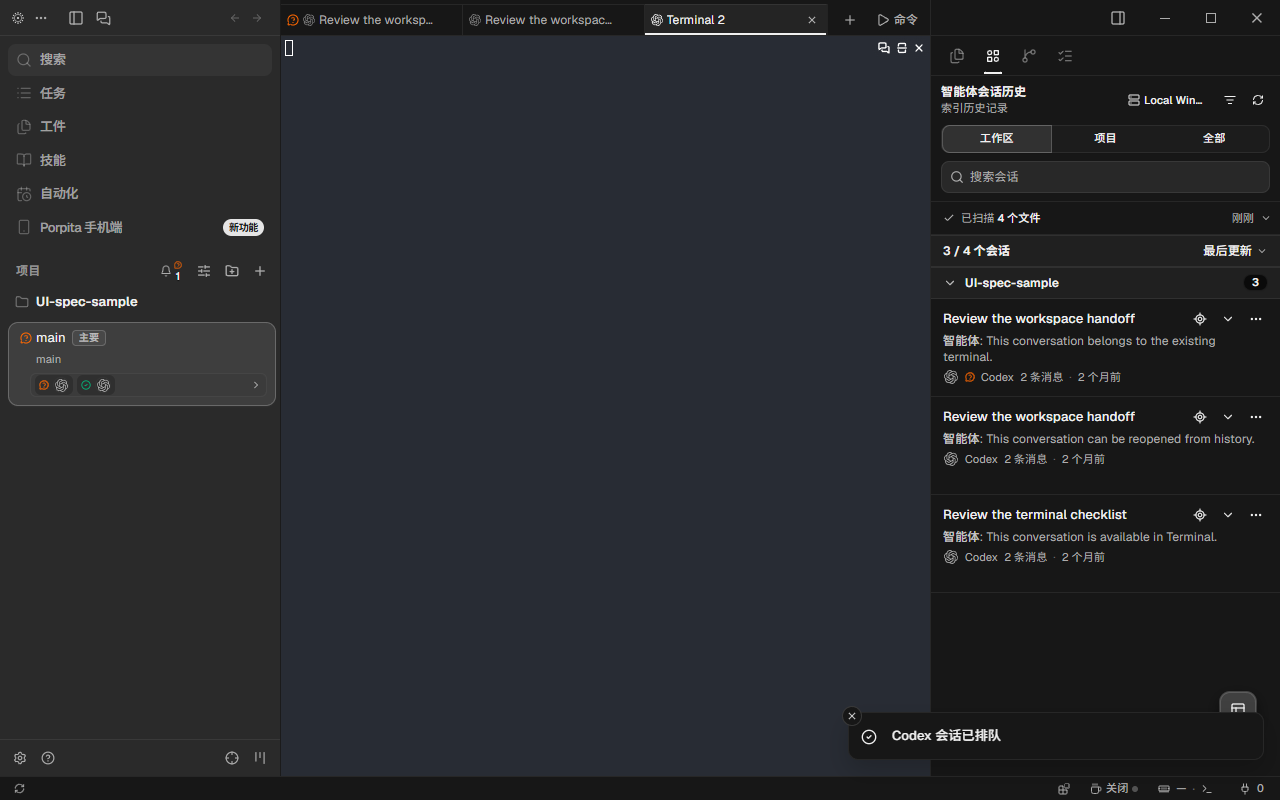 Review the worksp...
Review the workspac...
Terminal 2
命令
搜索
任务
工件
技能
自动化
Porpita 手机端
新功能
项目
1
UI-spec-sample
main
主要
main
智能体会话历史
索引历史记录
Local Win...
工作区
项目
全部
搜索会话
已扫描 4 个文件
刚刚
3 / 4 个会话
最后更新
UI-spec-sample
3
Review the workspace handoff
智能体: This conversation belongs to the existing
terminal.
Codex 2 条消息 · 2 个月前
Review the workspace handoff
智能体: This conversation can be reopened from history.
Codex 2 条消息 · 2 个月前
Review the terminal checklist
智能体: This conversation is available in Terminal.
Codex 2 条消息 · 2 个月前
Codex 会话已排队
关闭
— ·
0